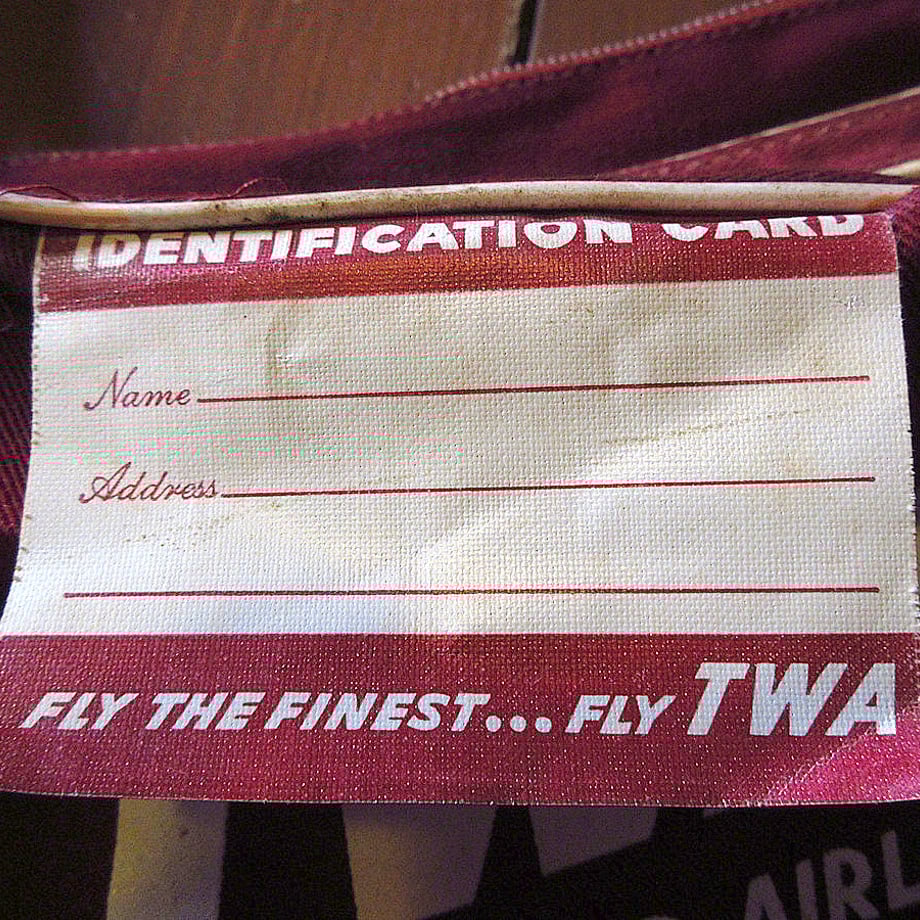 IDENTIFICATION CARD
Name
Address
FLY THE FINEST... FLY TWA